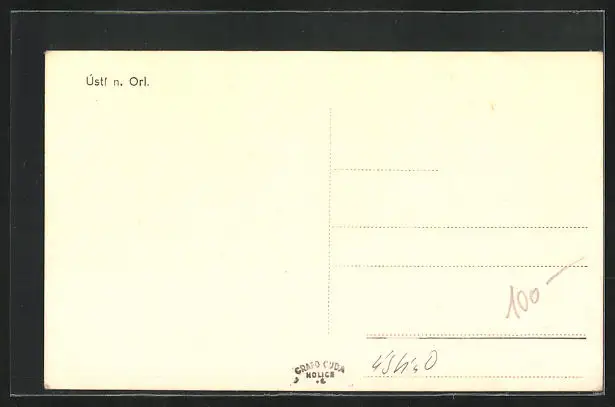 Ústí n. Orl.
100 —
GRAFO ČUDA
HOLICE